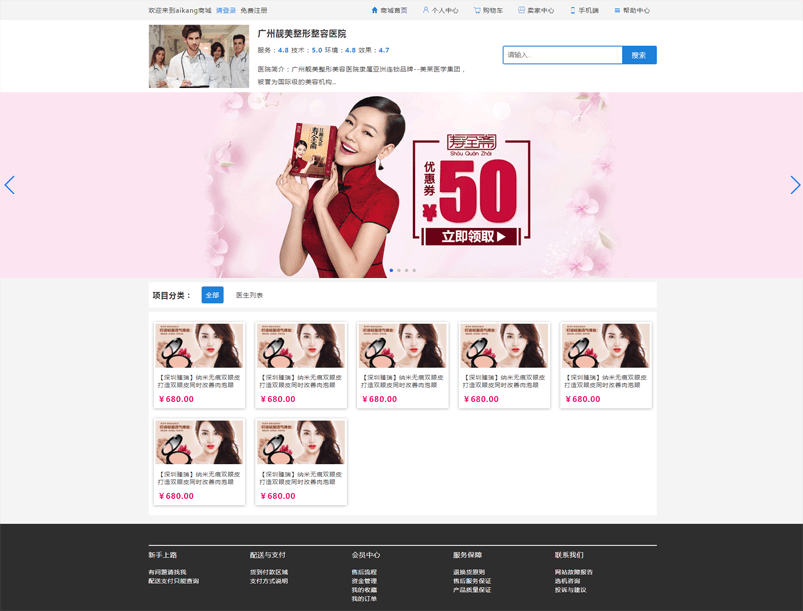 欢迎来到aikang商城 请登录 免费注册
商城首页 个人中心 购物车 卖家中心 手机端 帮助中心
广州靓美整形整容医院
服务：4.8 技术：5.0 环境：4.8 效果：4.7
医院简介：广州靓美整形美容医院隶属亚洲连锁品牌--美莱医学集团，
被誉为国际级的美容机构...
请输入...
搜索
寿全斋
Shòu Quán Zhāi
优惠券
¥50
立即领取
项目分类： 全部 医生列表
【深圳臻瑞】纳米无痕双眼皮
打造双眼皮同时改善肉泡眼
¥680.00
【深圳臻瑞】纳米无痕双眼皮
打造双眼皮同时改善肉泡眼
¥680.00
【深圳臻瑞】纳米无痕双眼皮
打造双眼皮同时改善肉泡眼
¥680.00
【深圳臻瑞】纳米无痕双眼皮
打造双眼皮同时改善肉泡眼
¥680.00
【深圳臻瑞】纳米无痕双眼皮
打造双眼皮同时改善肉泡眼
¥680.00
【深圳臻瑞】纳米无痕双眼皮
打造双眼皮同时改善肉泡眼
¥680.00
【深圳臻瑞】纳米无痕双眼皮
打造双眼皮同时改善肉泡眼
¥680.00
新手上路
有问题请找我
配送支付只能查询
配送与支付
货到付款区域
支付方式说明
会员中心
售后流程
资金管理
我的收藏
我的订单
服务保障
退换货原则
售后服务保证
产品质量保证
联系我们
网站故障报告
选机咨询
投诉与建议